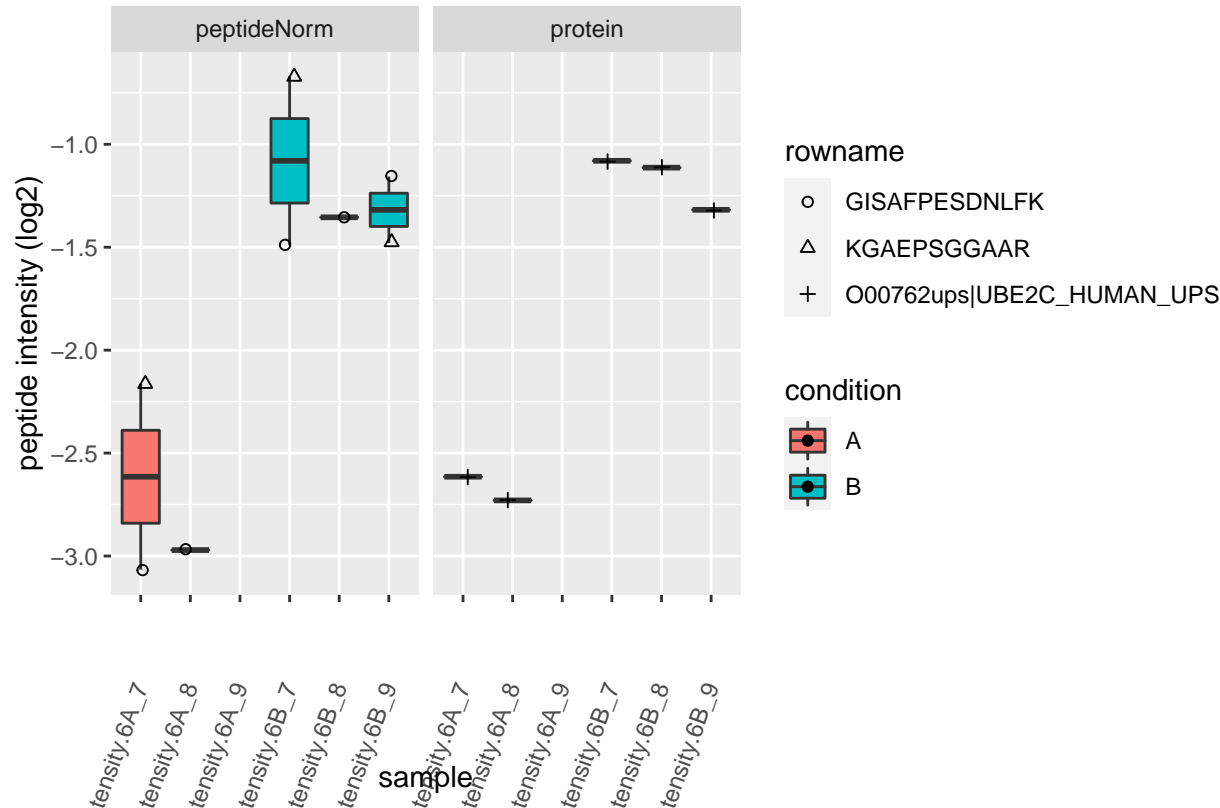 peptideNorm
protein
peptide intensity (log2)
−1.0
−1.5
−2.0
−2.5
−3.0
tensity.6A_7
tensity.6A_8
tensity.6A_9
tensity.6B_7
tensity.6B_8
tensity.6B_9
tensity.6A_7
tensity.6A_8
tensity.6A_9
tensity.6B_7
tensity.6B_8
tensity.6B_9
sample
rowname
GISAFPESDNLFK
KGAEPSGGAAR
O00762ups|UBE2C_HUMAN_UPS
condition
A
B